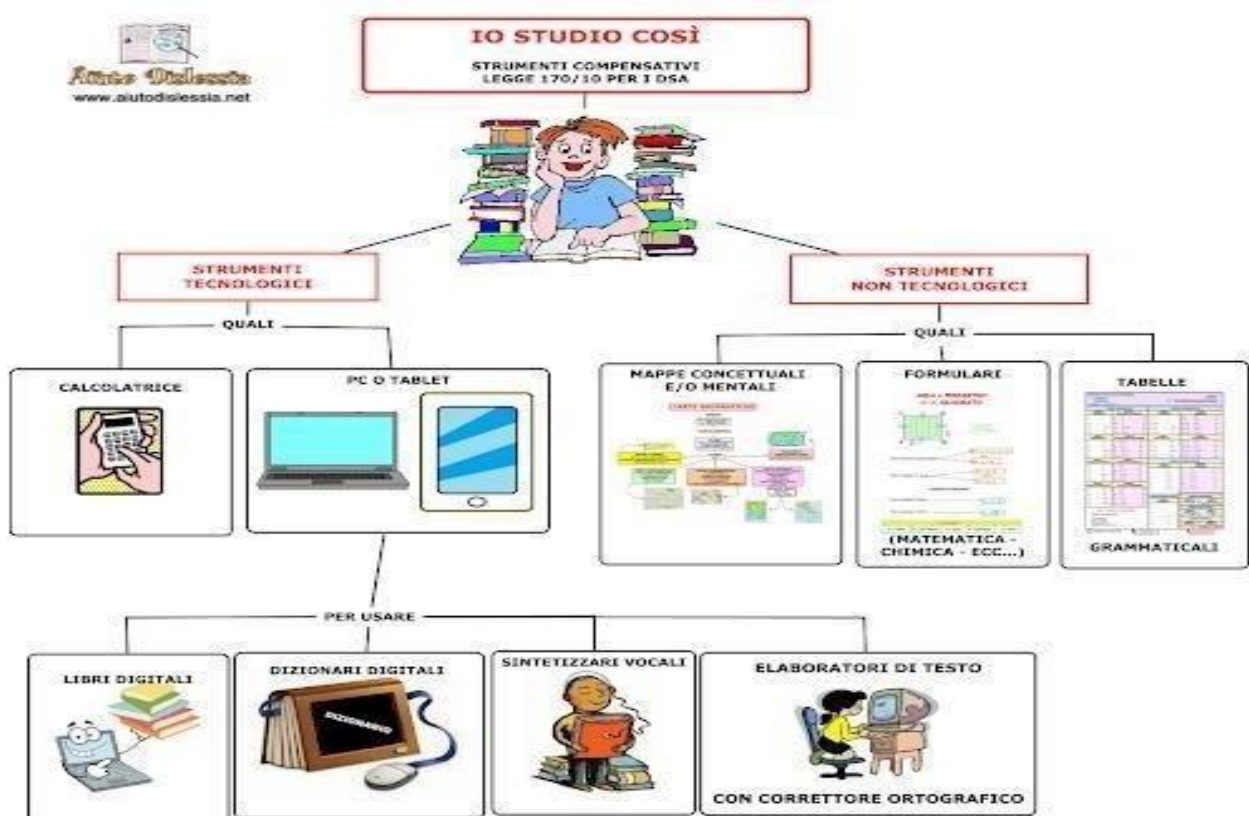 Aiuto Dislessia
www.aiutodislessia.net
IO STUDIO COSÌ
STRUMENTI COMPENSATIVI
LEGGE 170/10 PER I DSA
STRUMENTI
TECNOLOGICI
STRUMENTI
NON TECNOLOGICI
QUALI
QUALI
CALCOLATRICE
PC O TABLET
MAPPE CONCETTUALI
E/O MENTALI
FORMULARI
(MATEMATICA -
CHIMICA - ECC...)
TABELLE
GRAMMATICALI
PER USARE
LIBRI DIGITALI
DIZIONARI DIGITALI
DIZIONARIO
SINTETIZZARI VOCALI
ELABORATORI DI TESTO
CON CORRETTORE ORTOGRAFICO